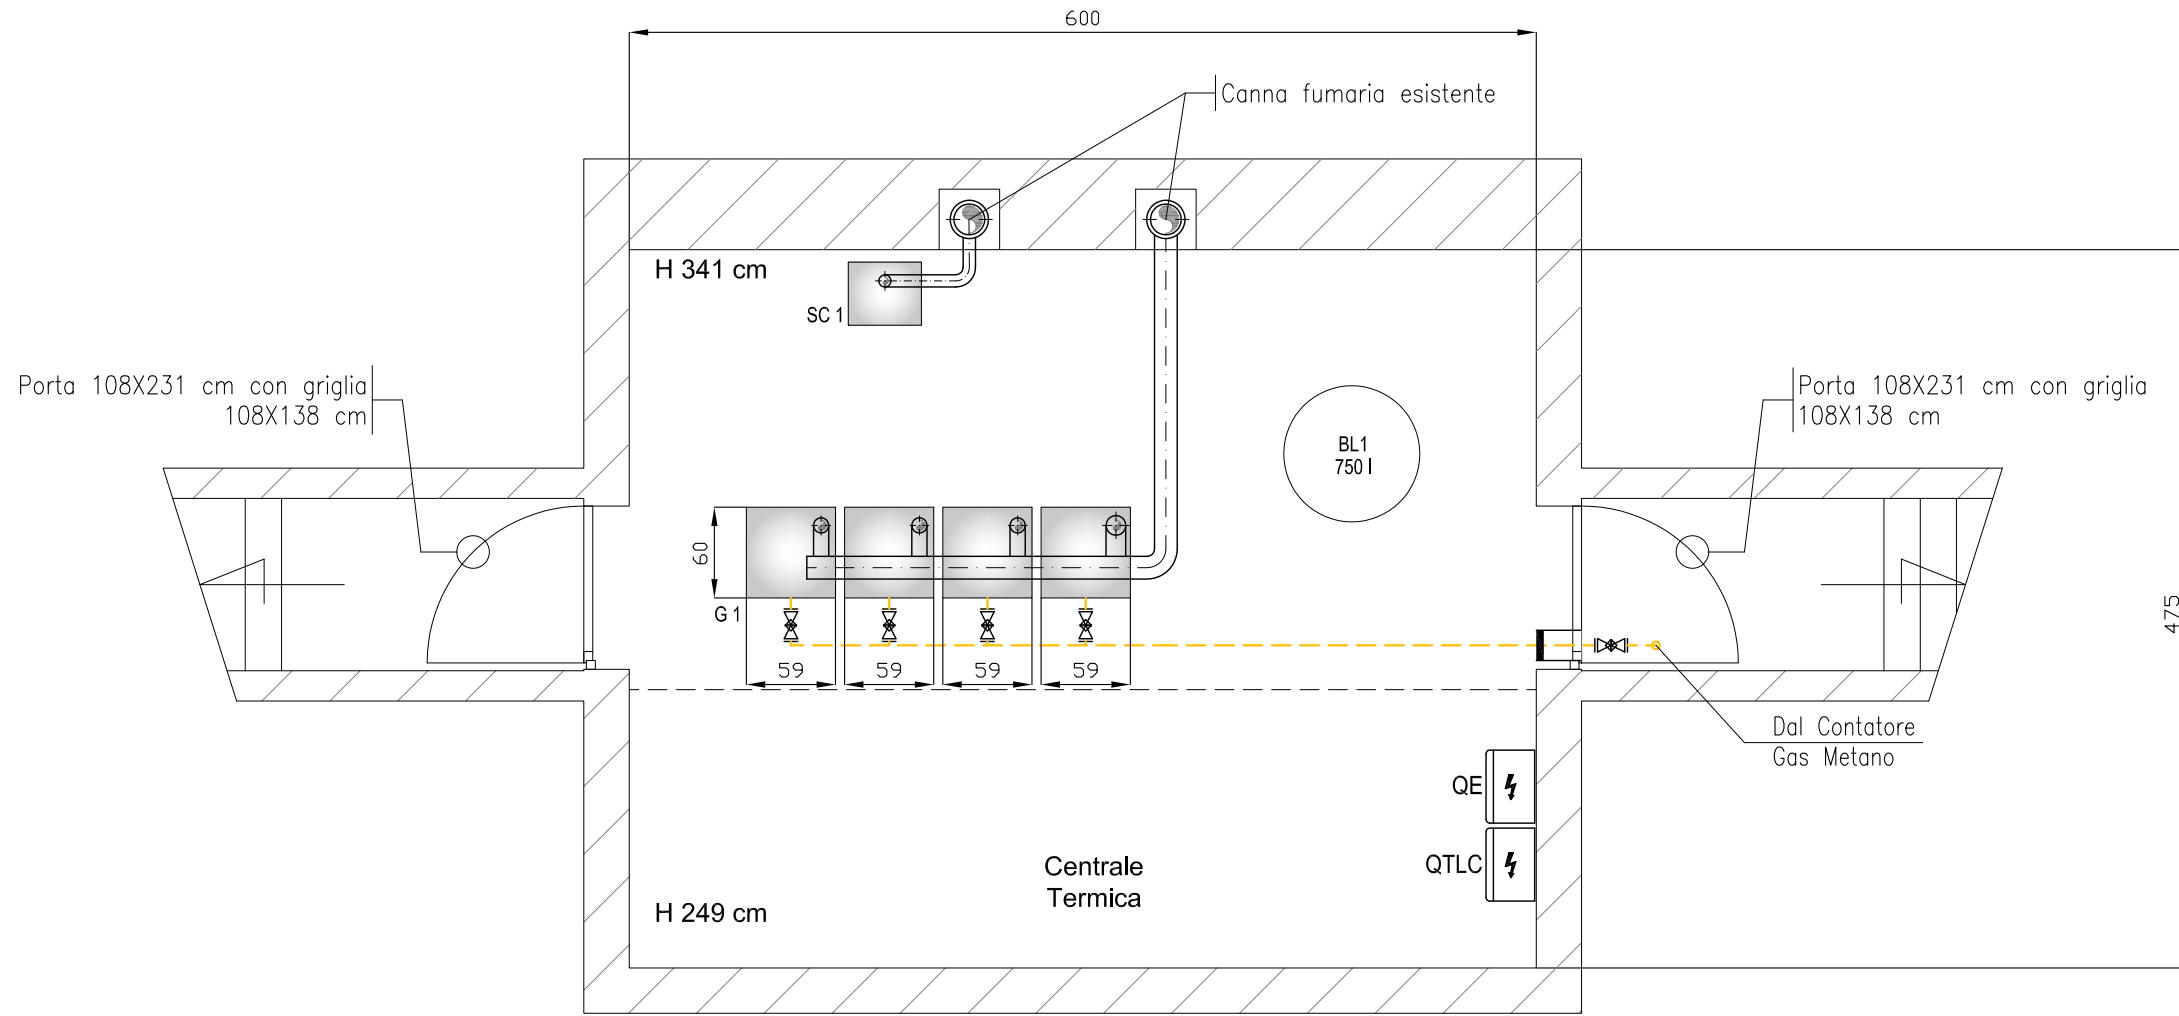 600
Canna fumaria esistente
H 341 cm
SC 1
Porta 108X231 cm con griglia
108X138 cm
Porta 108X231 cm con griglia
108X138 cm
BL1
750 l
60
G 1
475
59
59
59
59
Dal Contatore
Gas Metano
QE
QTLC
Centrale
Termica
H 249 cm